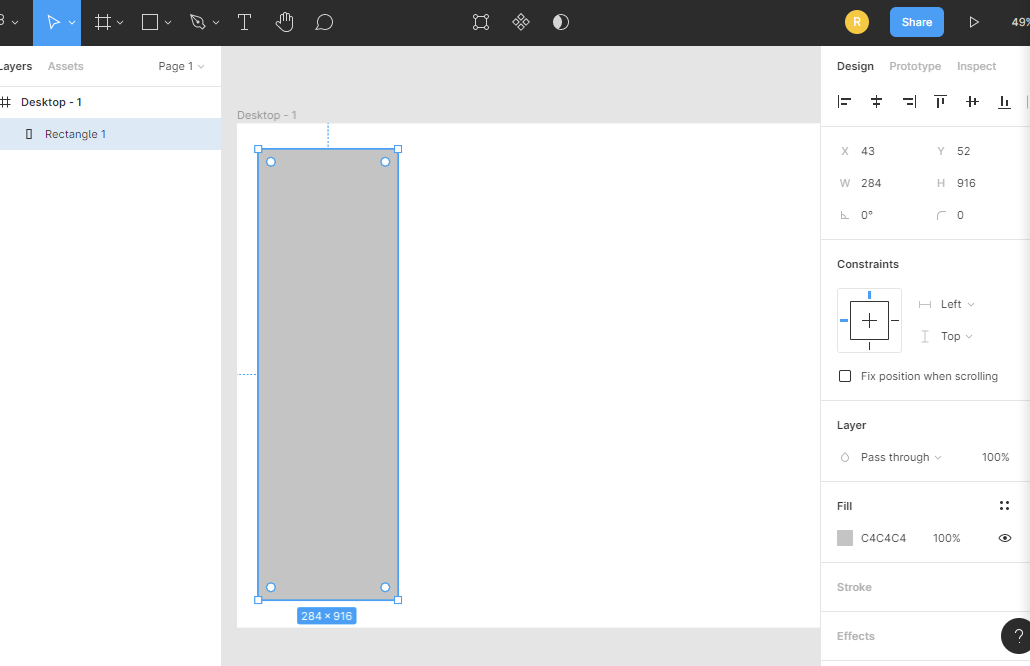 R Share 49%
Layers Assets Page 1
Desktop - 1
Rectangle 1
Desktop - 1
284 × 916
Design Prototype Inspect
X 43 Y 52
W 284 H 916
0° 0
Constraints
Left
Top
Fix position when scrolling
Layer
Pass through 100%
Fill
C4C4C4 100%
Stroke
Effects
?